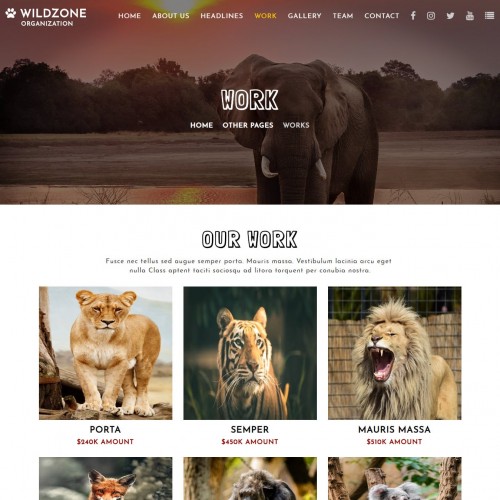 WILDZONE
ORGANIZATION
HOME ABOUT US HEADLINES WORK GALLERY TEAM CONTACT
WORK
HOME OTHER PAGES WORKS
OUR WORK
Fusce nec tellus sed augue semper porta. Mauris massa. Vestibulum lacinia arcu eget
nulla Class aptent taciti sociosqu ad litora torquent per conubia nostra.
PORTA SEMPER MAURIS MASSA
$240K AMOUNT $450K AMOUNT $510K AMOUNT